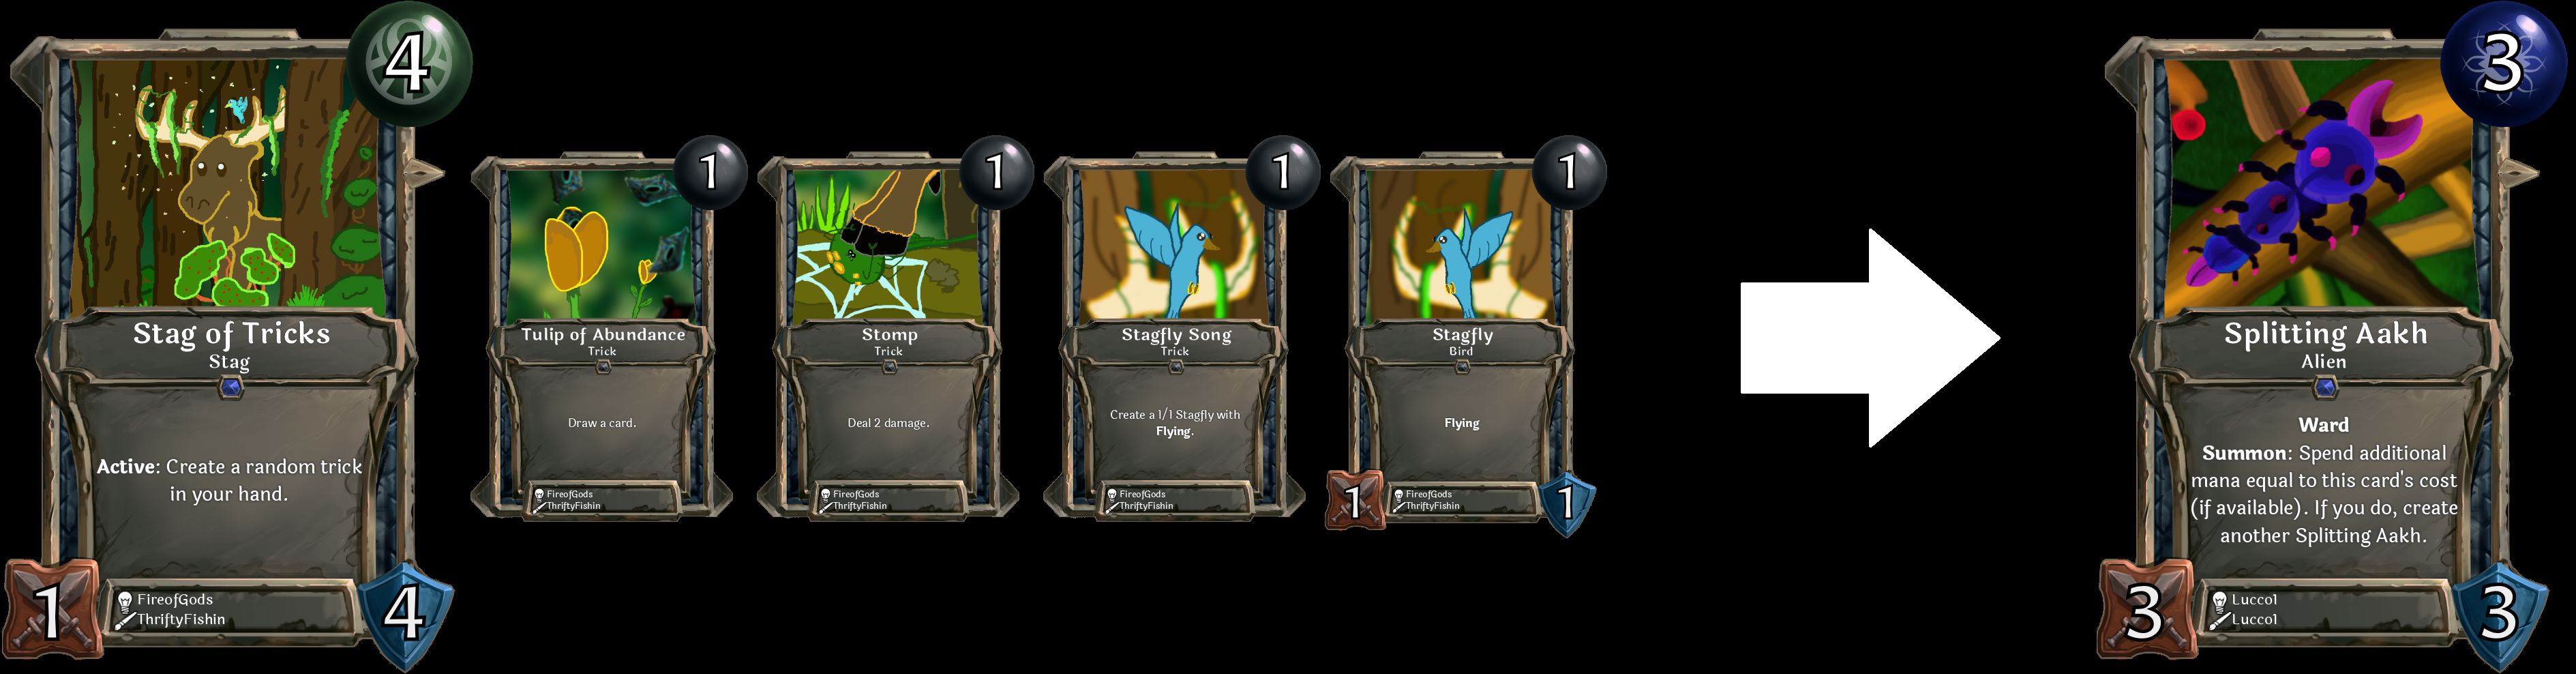 4
Stag of Tricks
Stag
Active: Create a random trick
in your hand.
1
FireofGods
ThriftyFishin
4
1
Tulip of Abundance
Trick
Draw a card.
FireofGods
ThriftyFishin
1
Stomp
Trick
Deal 2 damage.
FireofGods
ThriftyFishin
1
Stagfly Song
Trick
Create a 1/1 Stagfly with
Flying.
FireofGods
ThriftyFishin
1
Stagfly
Bird
Flying
1
FireofGods
ThriftyFishin
1
3
Splitting Aakh
Alien
Ward
Summon: Spend additional
mana equal to this card's cost
(if available). If you do, create
another Splitting Aakh.
3
Lucco1
Lucco1
3